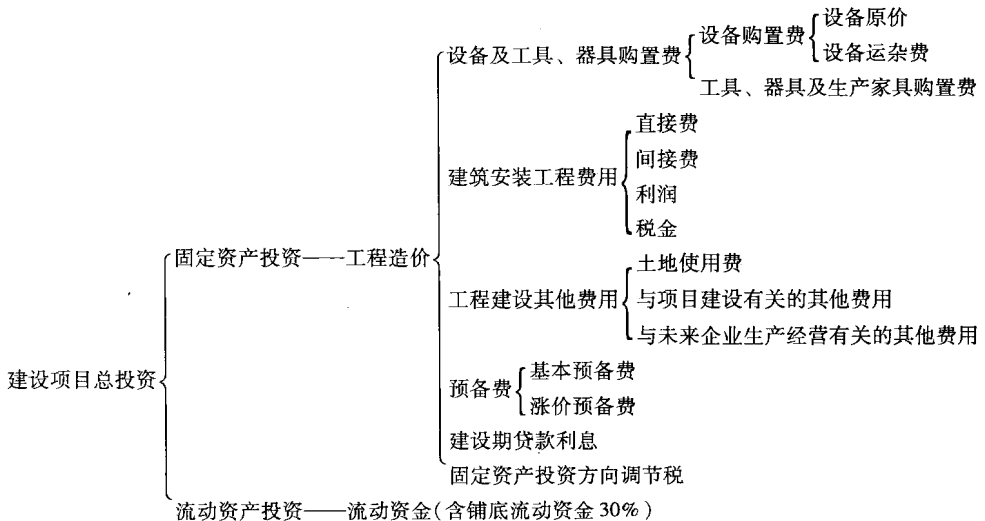 设备原价
设备购置费
设备及工具、器具购置费
设备运杂费
工具、器具及生产家具购置费
直接费
间接费
建筑安装工程费用
利润
税金
固定资产投资——工程造价
土地使用费
工程建设其他费用
与项目建设有关的其他费用
与未来企业生产经营有关的其他费用
建设项目总投资
基本预备费
预备费
涨价预备费
建设期贷款利息
固定资产投资方向调节税
流动资产投资——流动资金(含铺底流动资金30%)